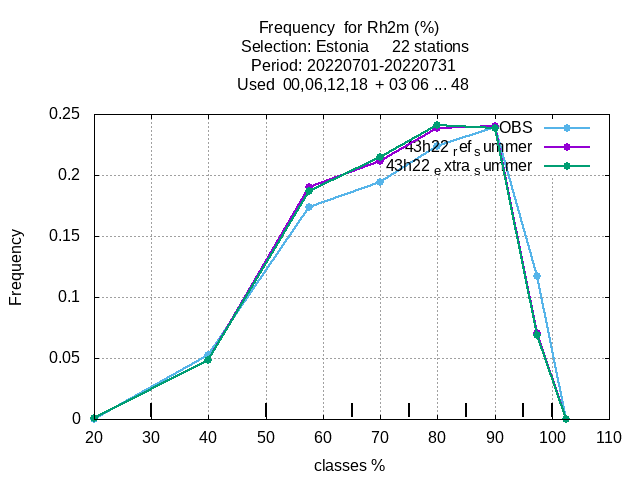 Frequency for Rh2m (%)
Selection: Estonia 22 stations
Period: 20220701-20220731
Used 00,06,12,18 + 03 06 ... 48
0.25
OBS
43h22 ref summer
43h22 extra summer
0.2
0.15
0.1
0.05
0
Frequency
20 30 40 50 60 70 80 90 100 110
classes %